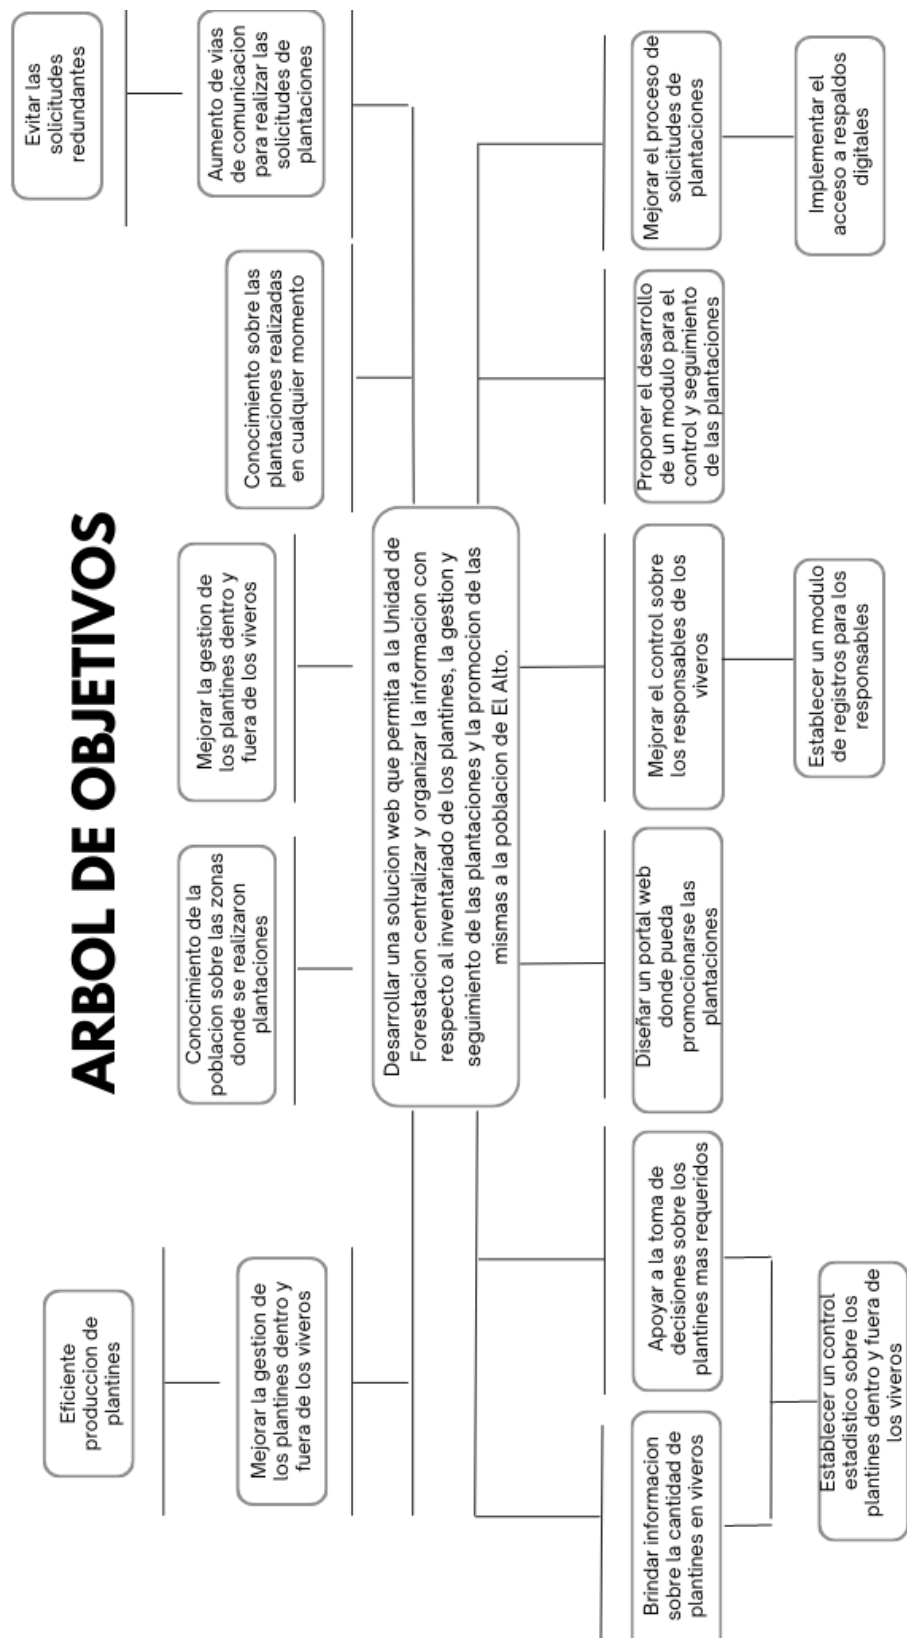 ARBOL DE OBJETIVOS
Eficiente
produccion de
plantines
Evitar las
solicitudes
redundantes
Mejorar la gestion de
los plantines dentro y
fuera de los viveros
Conocimiento de la
poblacion sobre las zonas
donde se realizaron
plantaciones
Mejorar la gestion de
los plantines dentro y
fuera de los viveros
Conocimiento sobre las
plantaciones realizadas
en cualquier momento
Aumento de vias
de comunicacion
para realizar las
solicitudes de
plantaciones
Desarrollar una solucion web que permita a la Unidad de
Forestacion centralizar y organizar la informacion con
respecto al inventariado de los plantines, la gestion y
seguimiento de las plantaciones y la promocion de las
mismas a la poblacion de El Alto.
Brindar informacion
sobre la cantidad de
plantines en viveros
Apoyar a la toma de
decisiones sobre los
plantines mas requeridos
Diseñar un portal web
donde pueda
promocionarse las
plantaciones
Mejorar el control sobre
los responsables de los
viveros
Proponer el desarrollo
de un modulo para el
control y seguimiento
de las plantaciones
Mejorar el proceso de
solicitudes de
plantaciones
Establecer un control
estadistico sobre los
plantines dentro y fuera de
los viveros
Establecer un modulo
de registros para los
responsables
Implementar el
acceso a respaldos
digitales